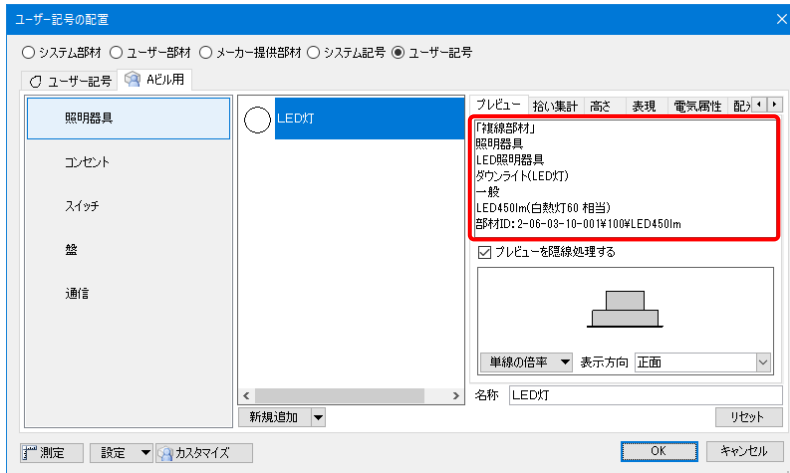 ユーザー記号の配置
システム部材 ユーザー部材 メーカー提供部材 システム記号 ユーザー記号
ユーザー記号 Aビル用
照明器具
コンセント
スイッチ
盤
通信
LED灯
新規追加
プレビュー 拾い集計 高さ 表現 電気属性
「複線部材」
照明器具
LED照明器具
ダウンライト(LED灯)
一般
LED450lm(白熱灯60 相当)
部材ID:2-06-03-10-001¥100¥LED450lm
プレビューを隠線処理する
単線の倍率 表示方向 正面
名称 LED灯
リセット
測定 設定 カスタマイズ
OK キャンセル